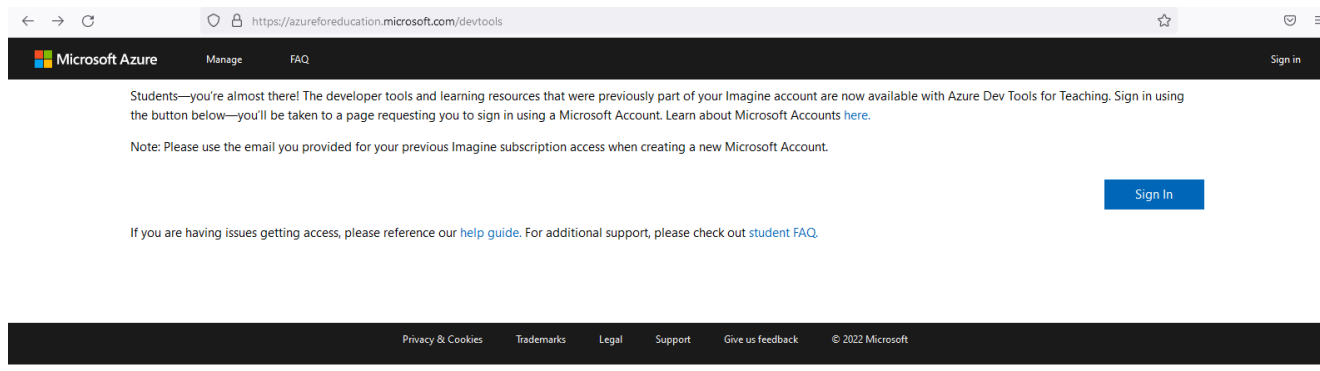 https://azureforeducation.microsoft.com/devtools
Microsoft Azure Manage FAQ Sign in
Students—you're almost there! The developer tools and learning resources that were previously part of your Imagine account are now available with Azure Dev Tools for Teaching. Sign in using
the button below—you'll be taken to a page requesting you to sign in using a Microsoft Account. Learn about Microsoft Accounts here.
Note: Please use the email you provided for your previous Imagine subscription access when creating a new Microsoft Account.
Sign In
If you are having issues getting access, please reference our help guide. For additional support, please check out student FAQ.
Privacy & Cookies Trademarks Legal Support Give us feedback © 2022 Microsoft